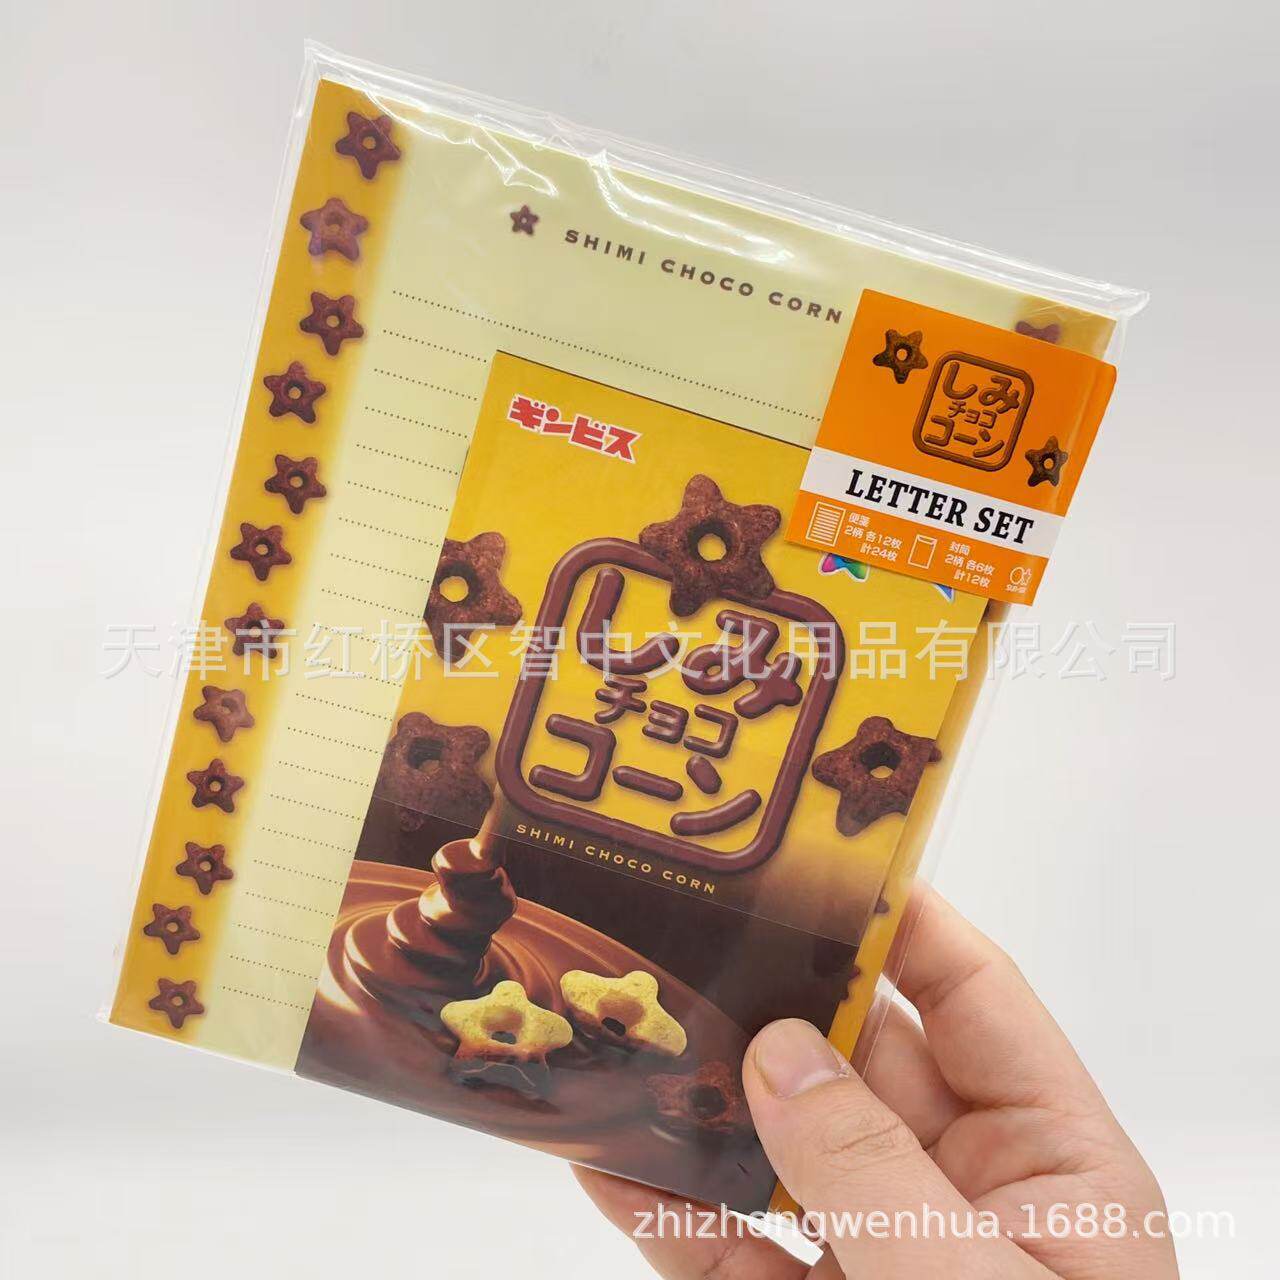 SHIMI CHOCO CORN
しみ
チョコ
コーン
LETTER SET
便箋
2柄 各12枚
計24枚
封筒
2柄 各6枚
計12枚
SUN-STAR
ギンビス
しみ
チョコ
コーン
SHIMI CHOCO CORN
天津市红桥区智中文化用品有限公司
zhizhongwenhua.1688.com